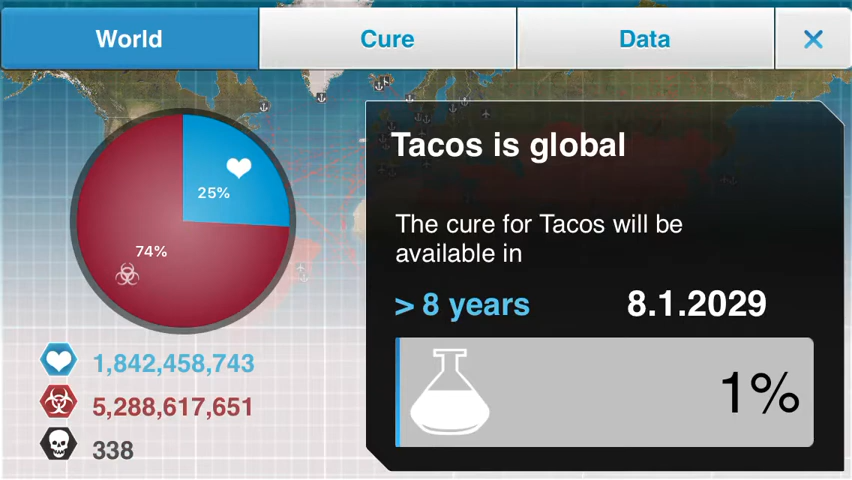 World
Cure
Data
25%
74%
1,842,458,743
5,288,617,651
338
Tacos is global
The cure for Tacos will be
available in
> 8 years
8.1.2029
1%